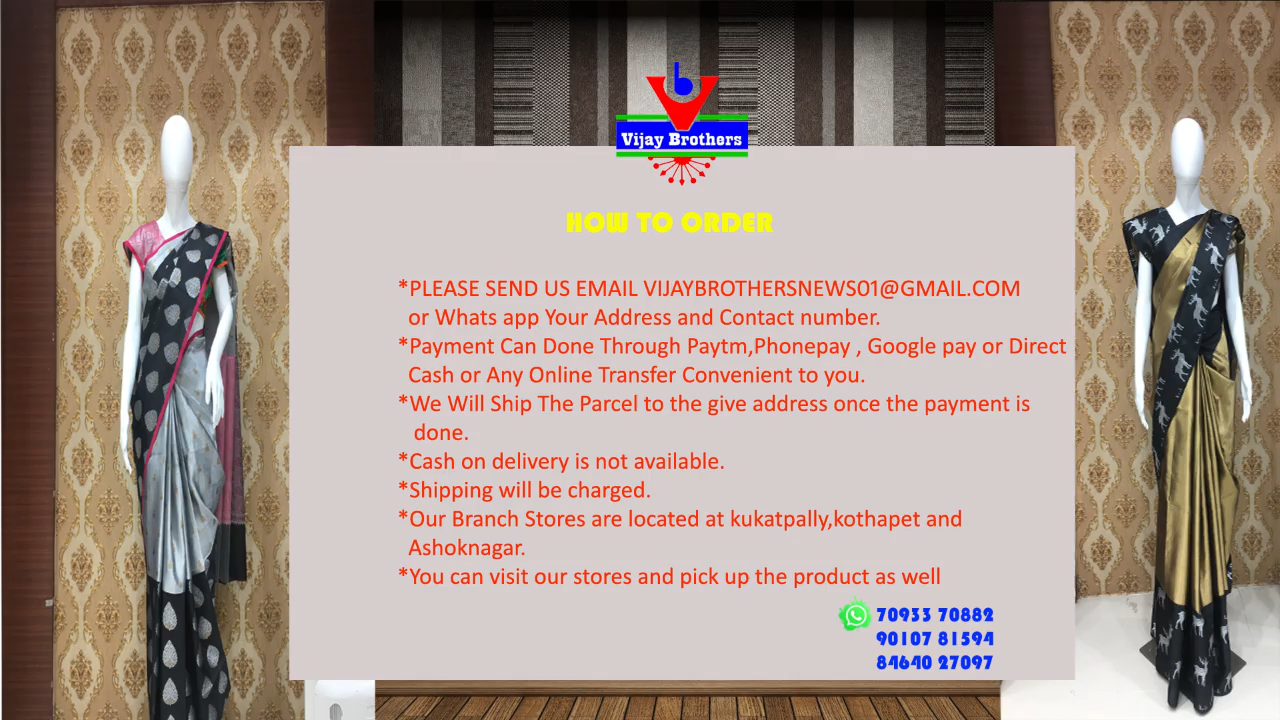 b
Vijay Brothers
HOW TO ORDER
*PLEASE SEND US EMAIL VIJAYBROTHERSNEWS01@GMAIL.COM
or Whats app Your Address and Contact number.
*Payment Can Done Through Paytm,Phonepay , Google pay or Direct
Cash or Any Online Transfer Convenient to you.
*We Will Ship The Parcel to the give address once the payment is
done.
*Cash on delivery is not available.
*Shipping will be charged.
*Our Branch Stores are located at kukatpally,kothapet and
Ashoknagar.
*You can visit our stores and pick up the product as well
70933 70882
90107 81594
84640 27097